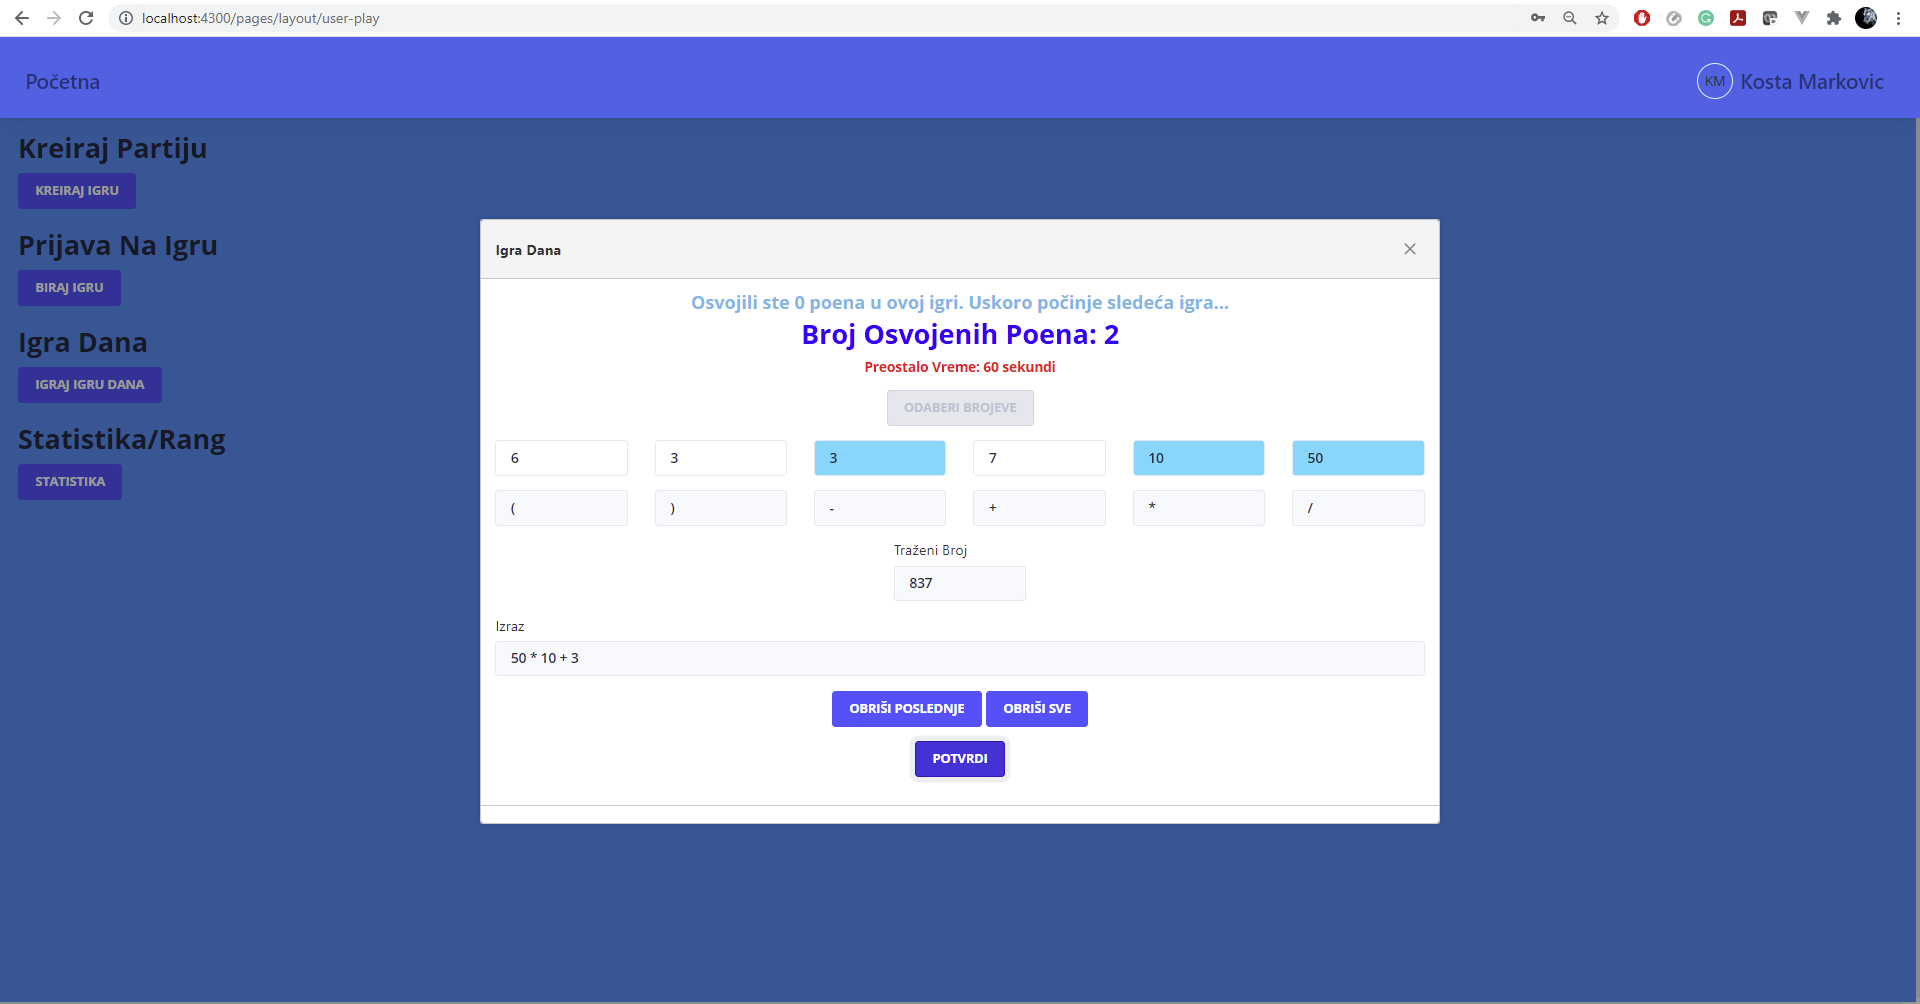 localhost:4300/pages/layout/user-play
Početna
KM Kosta Markovic
Kreiraj Partiju
KREIRAJ IGRU
Prijava Na Igru
BIRAJ IGRU
Igra Dana
IGRAJ IGRU DANA
Statistika/Rang
STATISTIKA
Igra Dana
Osvojili ste 0 poena u ovoj igri. Uskoro počinje sledeća igra...
Broj Osvojenih Poena: 2
Preostalo Vreme: 60 sekundi
ODABERI BROJEVE
6 3 3 7 10 50
( ) - + * /
Traženi Broj
837
Izraz
50 * 10 + 3
OBRIŠI POSLEDNJE OBRIŠI SVE
POTVRDI